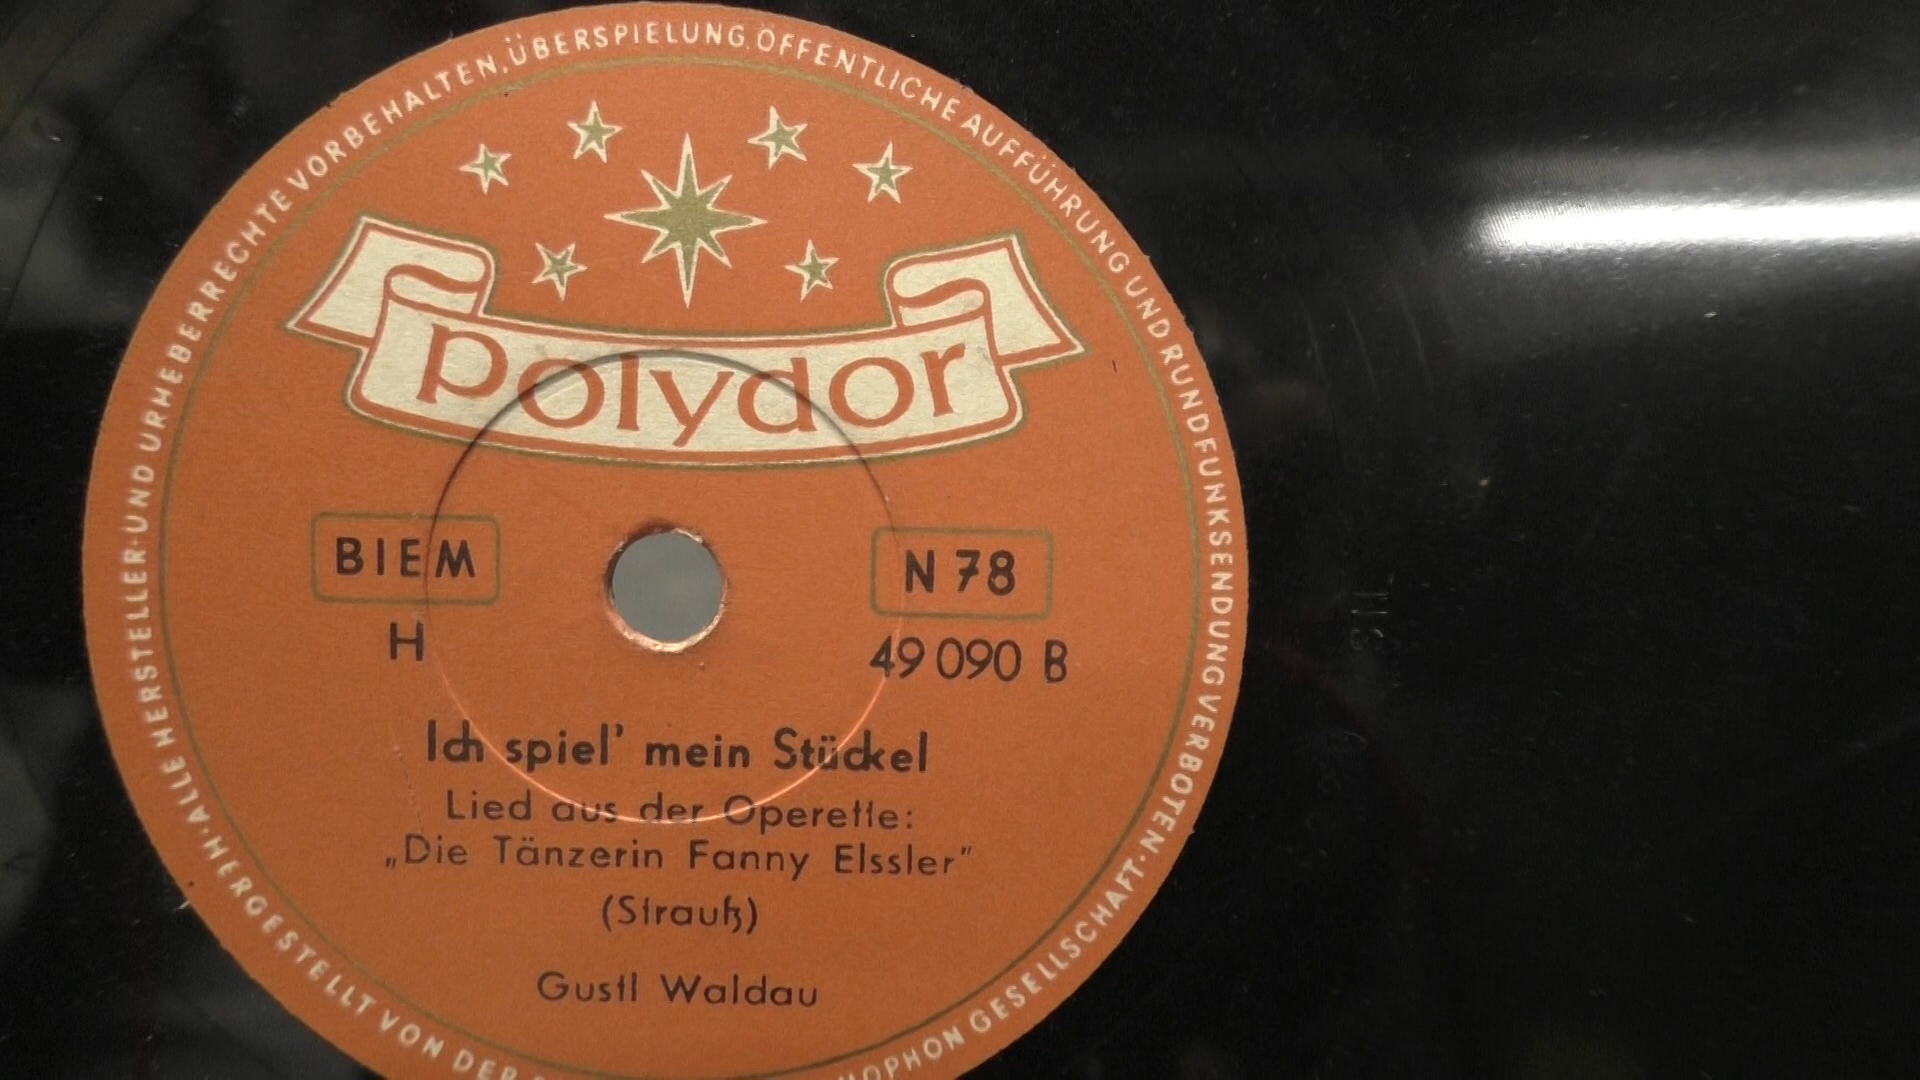 HERGESTELLT VON DER
MOPHON GESELLSCHAFT · ALLE HERSTELLER-UND URHEBERRECHTE VORBEHALTEN, ÜBERSPIELUNG, ÖFFENTLICHE AUFFÜHRUNG UND RUNDFUNKSENDUNG VERBOTEN ·
polydor
BIEM
N 78
H
49 090 B
Ich spiel' mein Stückel
Lied aus der Operette:
„Die Tänzerin Fanny Elssler"
(Strauß)
Gustl Waldau